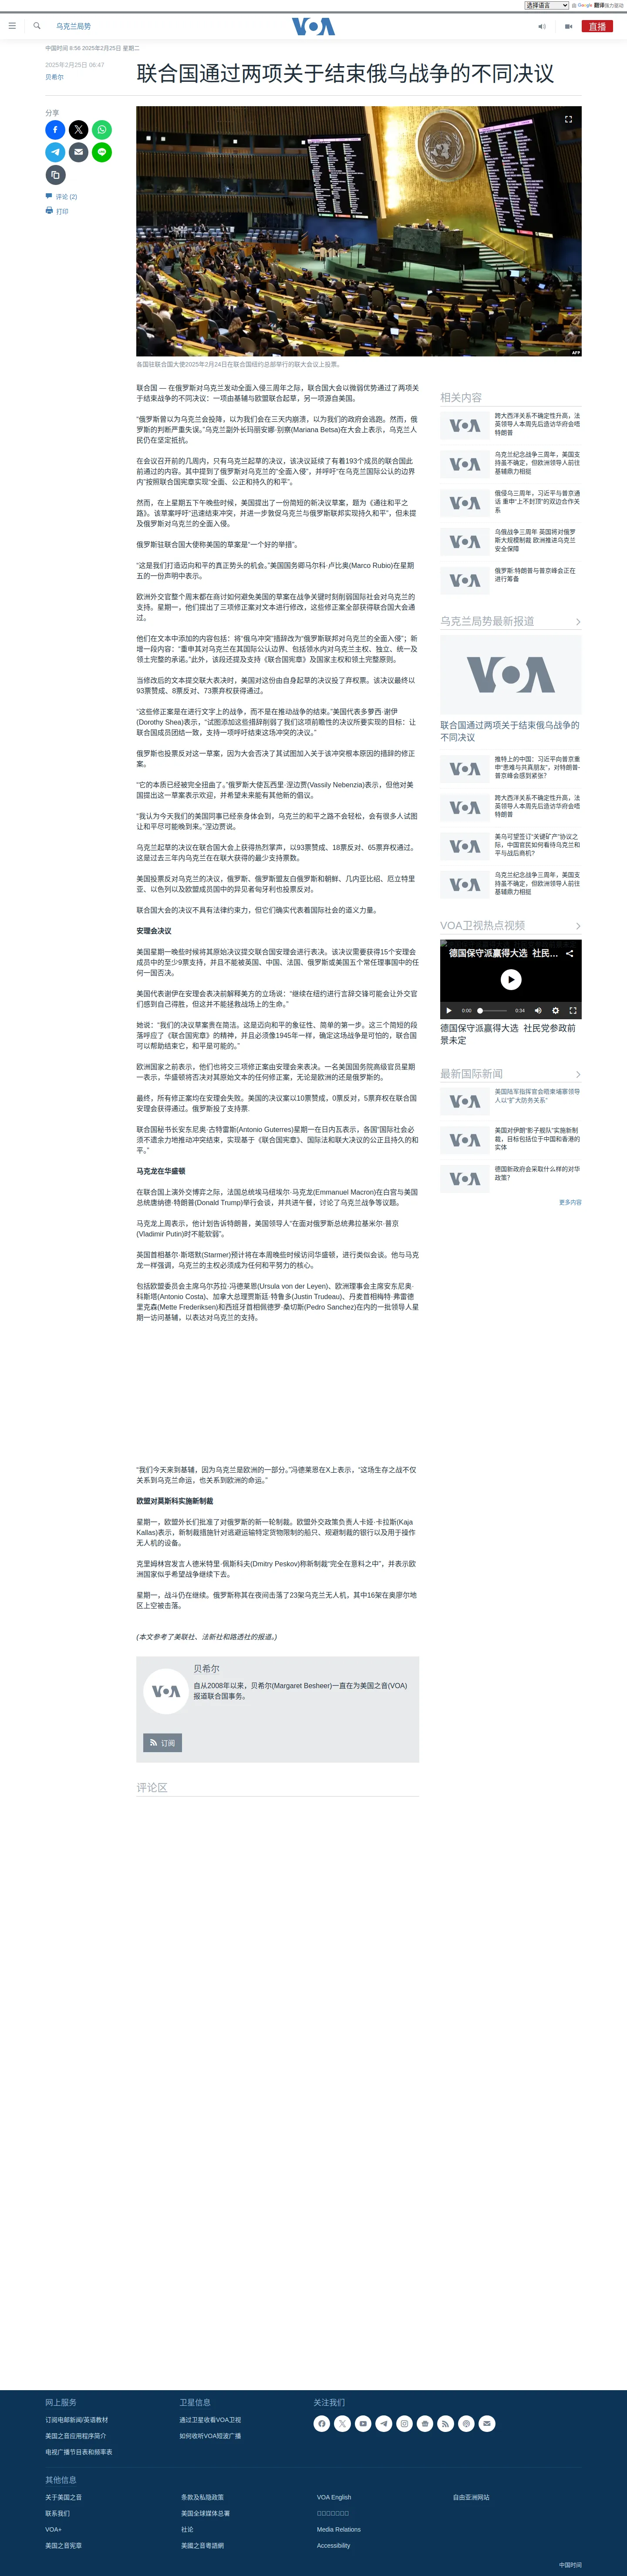 选择语言
由 Google 翻译强力驱动
乌克兰局势
VOA
直播
中国时间 8:56 2025年2月25日 星期二
2025年2月25日 06:47
贝希尔
联合国通过两项关于结束俄乌战争的不同决议
分享
评论 (2)
打印
AFP
各国驻联合国大使2025年2月24日在联合国纽约总部举行的联大会议上投票。
联合国 — 在俄罗斯对乌克兰发动全面入侵三周年之际，联合国大会以微弱优势通过了两项关
于结束战争的不同决议：一项由基辅与欧盟联合起草，另一项源自美国。
“俄罗斯曾以为乌克兰会投降，以为我们会在三天内崩溃，以为我们的政府会逃跑。然而，俄
罗斯的判断严重失误。”乌克兰副外长玛丽安娜·别察(Mariana Betsa)在大会上表示，乌克兰人
民仍在坚定抵抗。
在会议召开前的几周内，只有乌克兰起草的决议，该决议延续了有着193个成员的联合国此
前通过的内容。其中提到了俄罗斯对乌克兰的“全面入侵”，并呼吁“在乌克兰国际公认的边界
内”按照联合国宪章实现“全面、公正和持久的和平”。
然而，在上星期五下午晚些时候，美国提出了一份简短的新决议草案，题为《通往和平之
路》。该草案呼吁“迅速结束冲突，并进一步敦促乌克兰与俄罗斯联邦实现持久和平”，但未提
及俄罗斯对乌克兰的全面入侵。
俄罗斯驻联合国大使称美国的草案是“一个好的举措”。
“这是我们打造迈向和平的真正势头的机会。”美国国务卿马尔科·卢比奥(Marco Rubio)在星期
五的一份声明中表示。
欧洲外交官整个周末都在商讨如何避免美国的草案在战争关键时刻削弱国际社会对乌克兰的
支持。星期一，他们提出了三项修正案对文本进行修改，这些修正案全部获得联合国大会通
过。
他们在文本中添加的内容包括：将“俄乌冲突”措辞改为“俄罗斯联邦对乌克兰的全面入侵”；新
增一段内容：“重申其对乌克兰在其国际公认边界、包括领水内对乌克兰主权、独立、统一及
领土完整的承诺。”此外，该段还提及支持《联合国宪章》及国家主权和领土完整原则。
当修改后的文本提交联大表决时，美国对这份由自身起草的决议投了弃权票。该决议最终以
93票赞成、8票反对、73票弃权获得通过。
“这些修正案是在进行文字上的战争，而不是在推动战争的结束。”美国代表多萝西·谢伊
(Dorothy Shea)表示，“试图添加这些措辞削弱了我们这项前瞻性的决议所要实现的目标：让
联合国成员团结一致，支持一项呼吁结束这场冲突的决议。”
俄罗斯也投票反对这一草案，因为大会否决了其试图加入关于该冲突根本原因的措辞的修正
案。
“它的本质已经被完全扭曲了。”俄罗斯大使瓦西里·涅边贾(Vassily Nebenzia)表示，但他对美
国提出这一草案表示欢迎，并希望未来能有其他新的倡议。
“我认为今天我们的美国同事已经亲身体会到，乌克兰的和平之路不会轻松，会有很多人试图
让和平尽可能晚到来。”涅边贾说。
乌克兰起草的决议在联合国大会上获得热烈掌声，以93票赞成、18票反对、65票弃权通过。
这是过去三年内乌克兰在在联大获得的最少支持票数。
美国投票反对乌克兰的决议，俄罗斯、俄罗斯盟友白俄罗斯和朝鲜、几内亚比绍、厄立特里
亚、以色列以及欧盟成员国中的异见者匈牙利也投票反对。
联合国大会的决议不具有法律约束力，但它们确实代表着国际社会的道义力量。
安理会决议
美国星期一晚些时候将其原始决议提交联合国安理会进行表决。该决议需要获得15个安理会
成员中的至少9票支持，并且不能被英国、中国、法国、俄罗斯或美国五个常任理事国中的任
何一国否决。
美国代表谢伊在安理会表决前解释美方的立场说：“继续在纽约进行言辞交锋可能会让外交官
们感到自己得胜，但这并不能拯救战场上的生命。”
她说：“我们的决议草案贵在简洁。这是迈向和平的象征性、简单的第一步。这三个简短的段
落呼应了《联合国宪章》的精神，并且必须像1945年一样，确定这场战争是可怕的，联合国
可以帮助结束它，和平是可能的。”
欧洲国家之前表示，他们也将交三项修正案由安理会来表决。一名美国国务院高级官员星期
一表示，华盛顿将否决对其原始文本的任何修正案，无论是欧洲的还是俄罗斯的。
最终，所有修正案均在安理会失败。美国的决议案以10票赞成，0票反对，5票弃权在联合国
安理会获得通过。俄罗斯投了支持票.
联合国秘书长安东尼奥·古特雷斯(Antonio Guterres)星期一在日内瓦表示，各国“国际社会必
须不遗余力地推动冲突结束，实现基于《联合国宪章》、国际法和联大决议的公正且持久的和
平。”
马克龙在华盛顿
在联合国上演外交博弈之际，法国总统埃马纽埃尔·马克龙(Emmanuel Macron)在白宫与美国
总统唐纳德·特朗普(Donald Trump)举行会谈，并共进午餐，讨论了乌克兰战争等议题。
马克龙上周表示，他计划告诉特朗普，美国领导人“在面对俄罗斯总统弗拉基米尔·普京
(Vladimir Putin)时不能软弱”。
英国首相基尔·斯塔默(Starmer)预计将在本周晚些时候访问华盛顿，进行类似会谈。他与马克
龙一样强调，乌克兰的主权必须成为任何和平努力的核心。
包括欧盟委员会主席乌尔苏拉·冯德莱恩(Ursula von der Leyen)、欧洲理事会主席安东尼奥·
科斯塔(Antonio Costa)、加拿大总理贾斯廷·特鲁多(Justin Trudeau)、丹麦首相梅特·弗雷德
里克森(Mette Frederiksen)和西班牙首相佩德罗·桑切斯(Pedro Sanchez)在内的一批领导人星
期一访问基辅，以表达对乌克兰的支持。
“我们今天来到基辅，因为乌克兰是欧洲的一部分。”冯德莱恩在X上表示，“这场生存之战不仅
关系到乌克兰命运，也关系到欧洲的命运。”
欧盟对莫斯科实施新制裁
星期一，欧盟外长们批准了对俄罗斯的新一轮制裁。欧盟外交政策负责人卡娅·卡拉斯(Kaja
Kallas)表示，新制裁措施针对逃避运输特定货物限制的船只、规避制裁的银行以及用于操作
无人机的设备。
克里姆林宫发言人德米特里·佩斯科夫(Dmitry Peskov)称新制裁“完全在意料之中”，并表示欧
洲国家似乎希望战争继续下去。
星期一，战斗仍在继续。俄罗斯称其在夜间击落了23架乌克兰无人机，其中16架在奥廖尔地
区上空被击落。
(本文参考了美联社、法新社和路透社的报道。)
VOA
贝希尔
自从2008年以来，贝希尔(Margaret Besheer)一直在为美国之音(VOA)
报道联合国事务。
订阅
评论区
相关内容
VOA
跨大西洋关系不确定性升高，法
英领导人本周先后造访华府会晤
特朗普
VOA
乌克兰纪念战争三周年，美国支
持虽不确定，但欧洲领导人前往
基辅鼎力相挺
VOA
俄侵乌三周年，习近平与普京通
话 重申“上不封顶”的双边合作关
系
VOA
乌俄战争三周年 英国将对俄罗
斯大规模制裁 欧洲推进乌克兰
安全保障
VOA
俄罗斯:特朗普与普京峰会正在
进行筹备
乌克兰局势最新报道
VOA
联合国通过两项关于结束俄乌战争的
不同决议
VOA
推特上的中国：习近平向普京重
申“患难与共真朋友”，对特朗普-
普京峰会感到紧张？
VOA
跨大西洋关系不确定性升高，法
英领导人本周先后造访华府会晤
特朗普
VOA
美乌可望签订“关键矿产”协议之
际，中国官民如何看待乌克兰和
平与战后商机？
VOA
乌克兰纪念战争三周年，美国支
持虽不确定，但欧洲领导人前往
基辅鼎力相挺
VOA卫视热点视频
德国保守派赢得大选 社民…
0:00
0:34
德国保守派赢得大选 社民党参政前
景未定
最新国际新闻
VOA
美国陆军指挥官会晤柬埔寨领导
人以“扩大防务关系”
VOA
美国对伊朗“影子舰队”实施新制
裁，目标包括位于中国和香港的
实体
VOA
德国新政府会采取什么样的对华
政策？
更多内容
网上服务
订阅电邮新闻/英语教材
美国之音应用程序简介
电视广播节目表和频率表
卫星信息
通过卫星收看VOA卫视
如何收听VOA短波广播
关注我们
其他信息
关于美国之音
联系我们
VOA+
美国之音宪章
条款及私隐政策
美国全球媒体总署
社论
美國之音粵語網
VOA English
Media Relations
Accessibility
自由亚洲网站
中国时间